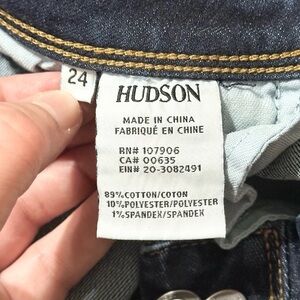 24
HUDSON
MADE IN CHINA
FABRIQUÉ EN CHINE
RN# 107906
CA# 00635
EIN# 20-3082491
89%COTTON/COTON
10%POLYESTER/POLYESTER
1%SPANDEX/SPANDEX